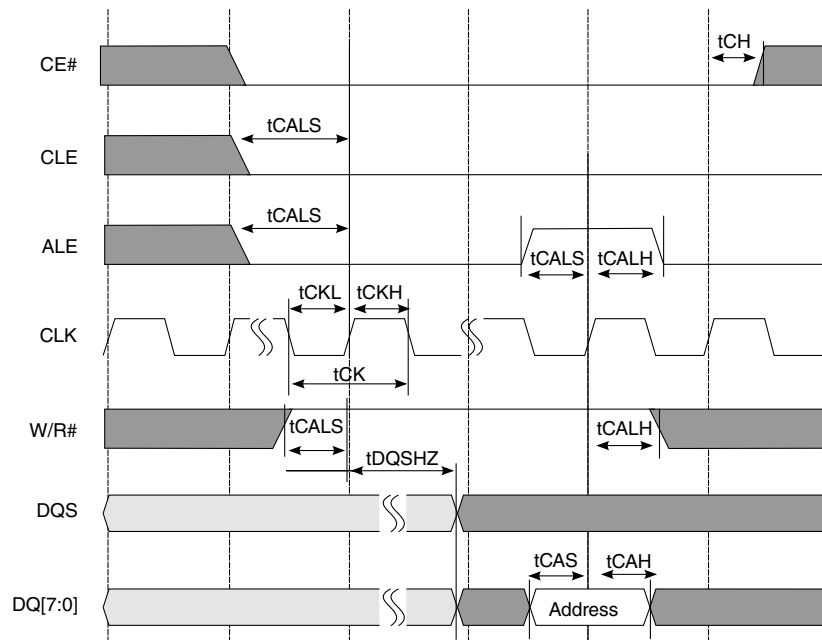 tCH
CE#
tCALS
CLE
tCALS
ALE
tCALS tCALH
tCKL tCKH
CLK
tCK
W/R#
tCALS tCALH
tDQSHZ
DQS
tCAS tCAH
DQ[7:0] Address